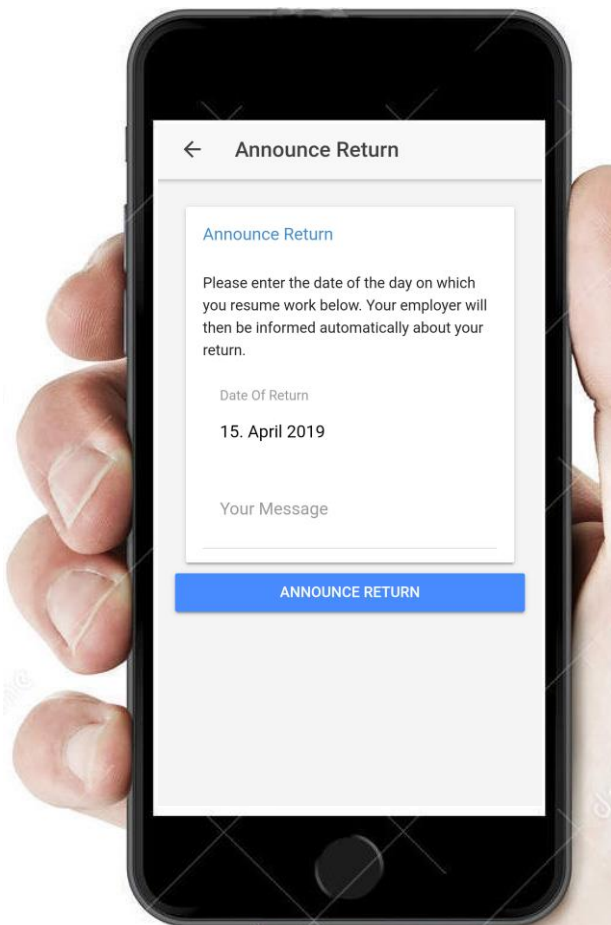 Announce Return
Announce Return
Please enter the date of the day on which
you resume work below. Your employer will
then be informed automatically about your
return.
Date Of Return
15. April 2019
Your Message
ANNOUNCE RETURN